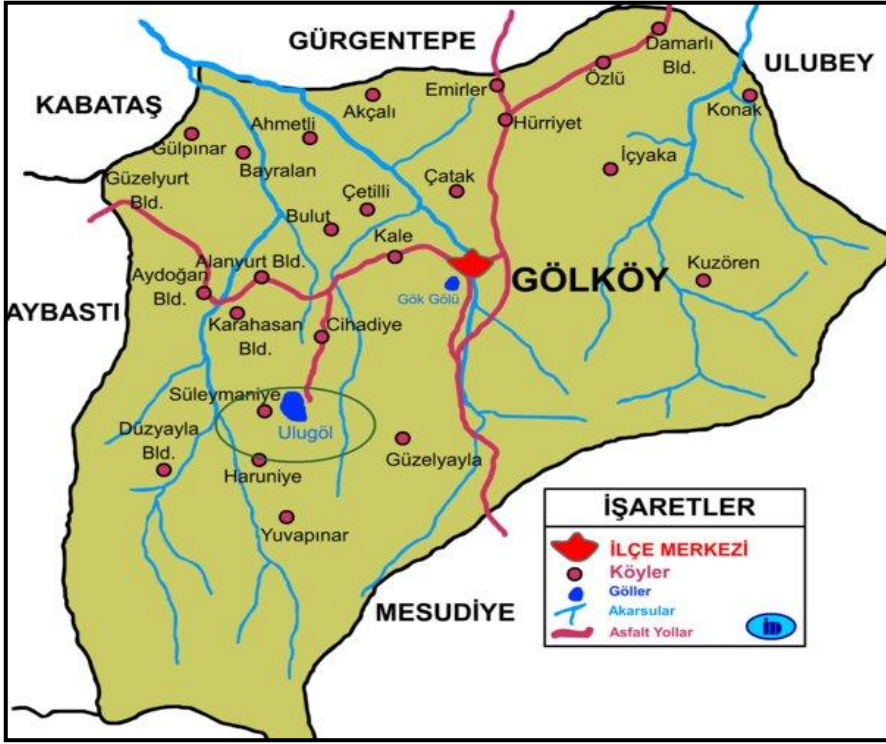 GÜRGENTEPE
Damarlı
Bld.
ULUBEY
KABATAŞ
Akçalı
Emirler
Özlü
Konak
Ahmetli
Hürriyet
Gülpınar
Bayralan
İçyaka
Güzelyurt
Bld.
Çetilli
Çatak
Bulut
Kale
Alanyurt Bld.
Aydoğan
Bld.
GÖLKÖY
Kuzören
Gök Gölü
AYBASTI
Karahasan
Bld.
Cihadiye
Süleymaniye
Düzyayla
Bld.
Ulugöl
Güzelyayla
Haruniye
Yuvapınar
MESUDİYE
İŞARETLER
İLÇE MERKEZİ
Köyler
Göller
Akarsular
Asfalt Yollar
İD